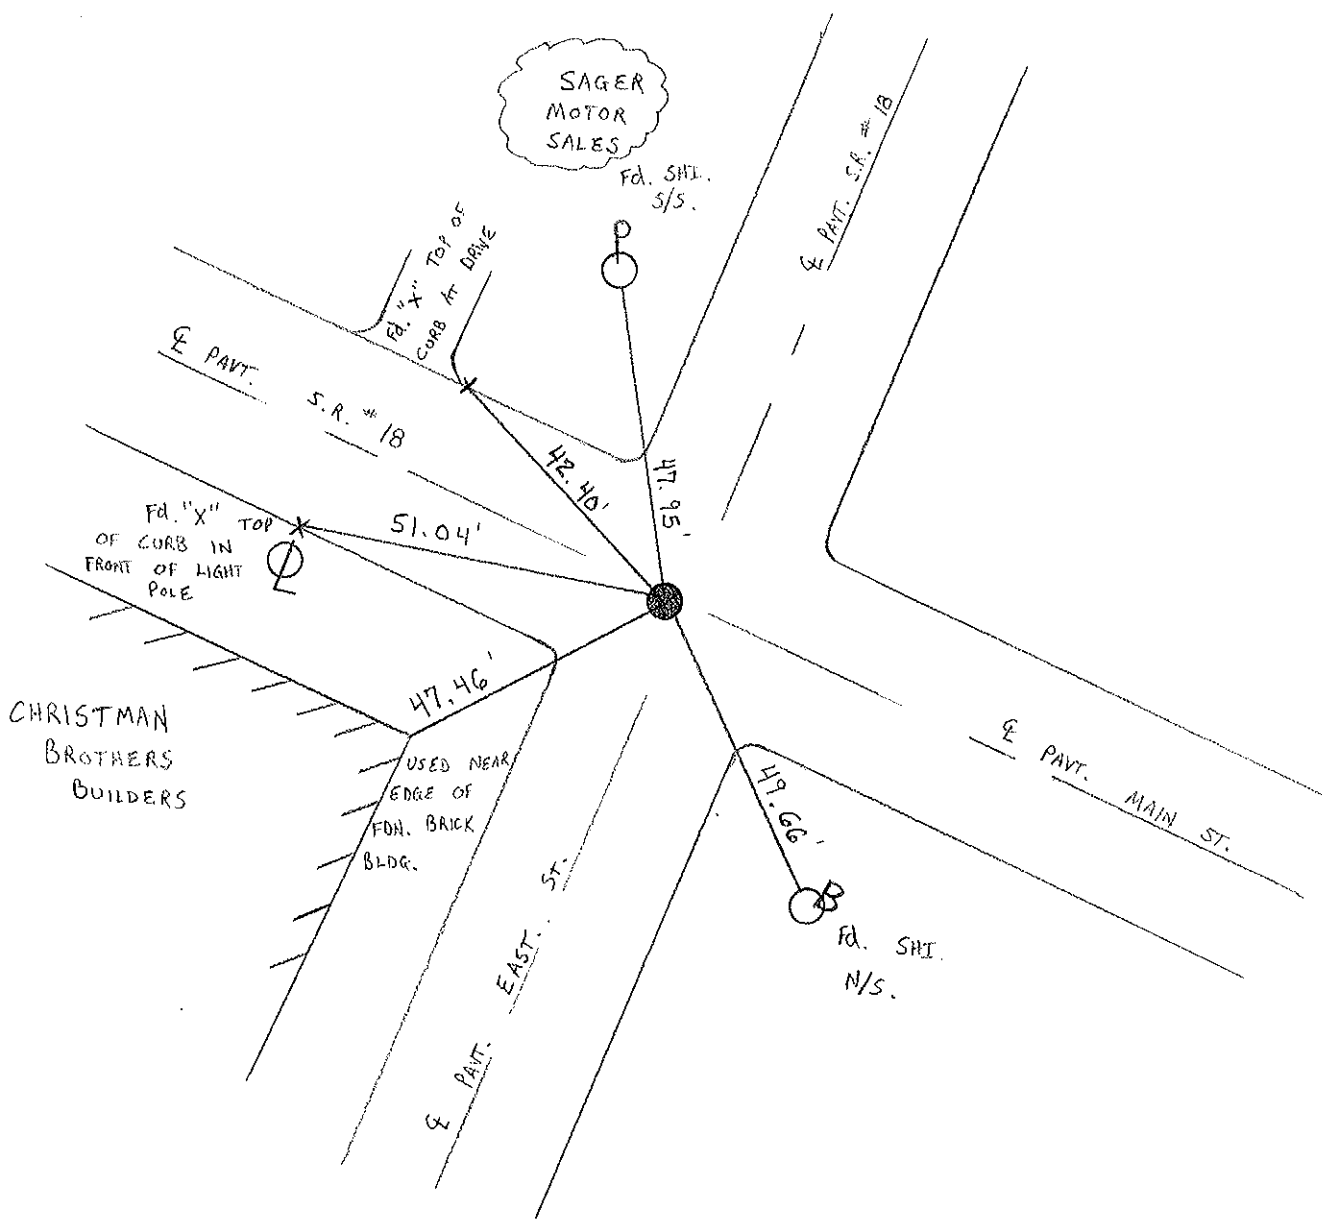 SAGER
MOTOR
SALES
Fd. SHI.
S/S.
P
℄ PAVT. S.R. # 18
Fd. "X" TOP OF
CURB AT DRIVE
℄ PAVT.
S.R. # 18
42.40'
47.95'
Fd. "X" TOP
OF CURB IN
FRONT OF LIGHT
POLE
L
51.04'
47.46'
CHRISTMAN
BROTHERS
BUILDERS
USED NEAR
EDGE OF
FDN. BRICK
BLDG.
℄ PAVT. EAST. ST.
49.66'
B
Fd. SHI.
N/S.
℄ PAVT. MAIN ST.